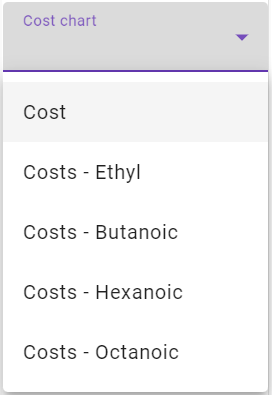 Cost chart
Cost
Costs - Ethyl
Costs - Butanoic
Costs - Hexanoic
Costs - Octanoic